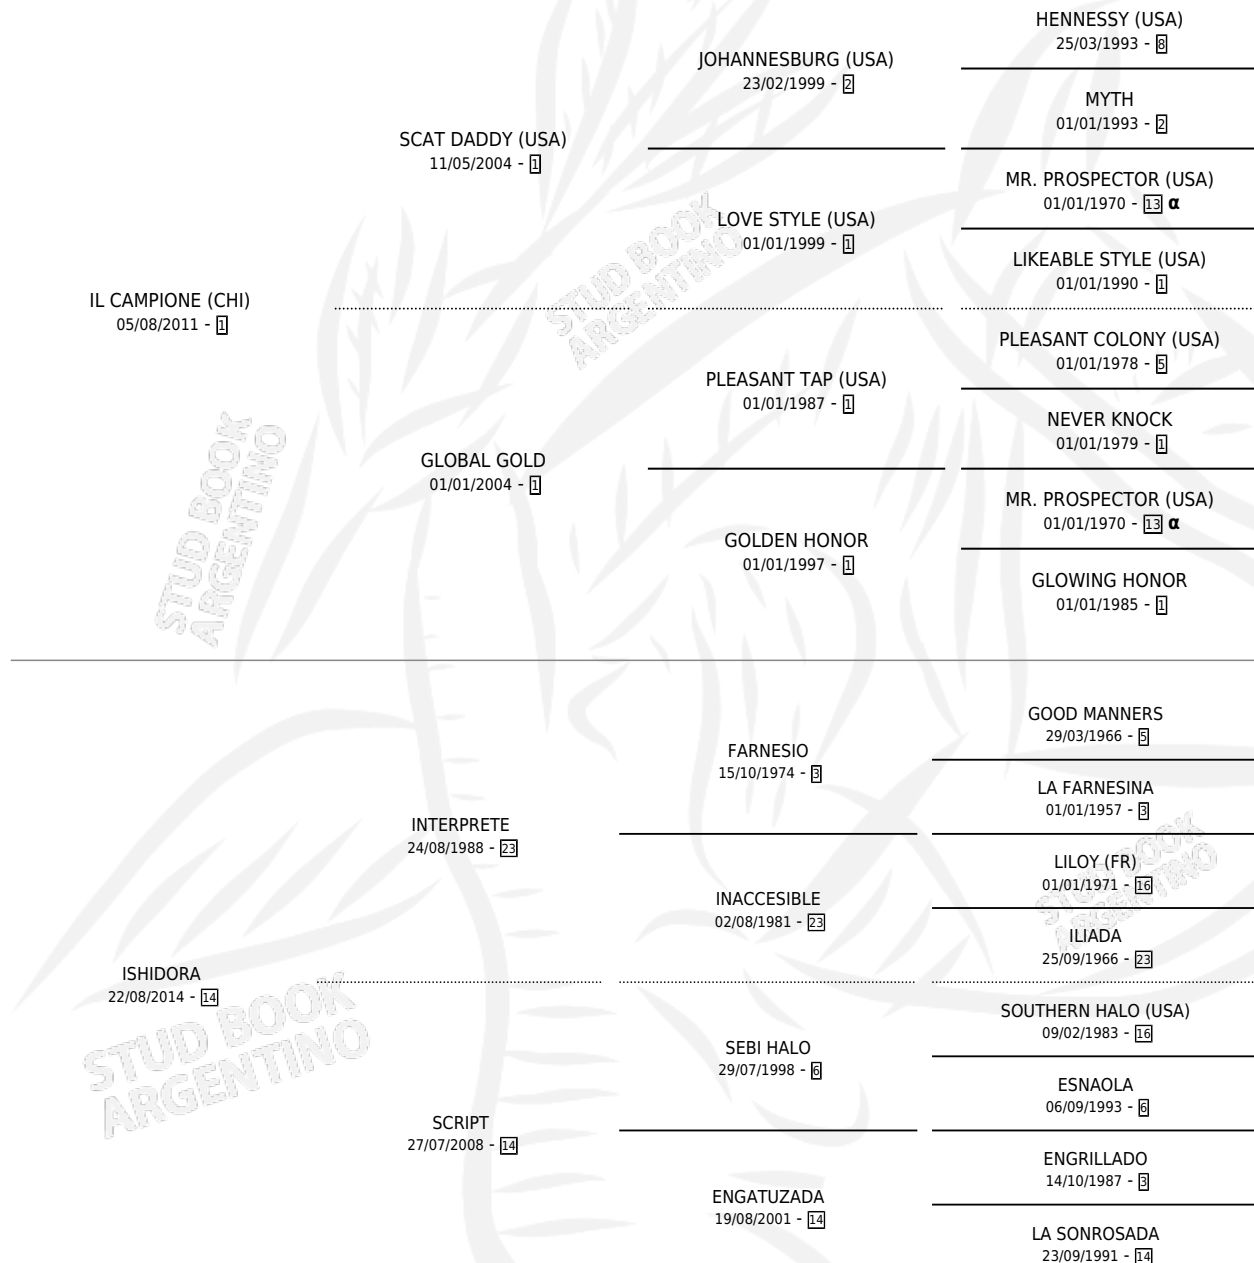 HENNESSY (USA)
25/03/1993 - 8
JOHANNESBURG (USA)
23/02/1999 - 2
MYTH
01/01/1993 - 2
SCAT DADDY (USA)
11/05/2004 - 1
MR. PROSPECTOR (USA)
01/01/1970 - 13 α
LOVE STYLE (USA)
01/01/1999 - 1
LIKEABLE STYLE (USA)
01/01/1990 - 1
IL CAMPIONE (CHI)
05/08/2011 - 1
PLEASANT COLONY (USA)
01/01/1978 - 5
PLEASANT TAP (USA)
01/01/1987 - 1
NEVER KNOCK
01/01/1979 - 1
GLOBAL GOLD
01/01/2004 - 1
MR. PROSPECTOR (USA)
01/01/1970 - 13 α
GOLDEN HONOR
01/01/1997 - 1
GLOWING HONOR
01/01/1985 - 1
GOOD MANNERS
29/03/1966 - 5
FARNESIO
15/10/1974 - 3
LA FARNESINA
01/01/1957 - 3
INTERPRETE
24/08/1988 - 23
LILOY (FR)
01/01/1971 - 16
INACCESIBLE
02/08/1981 - 23
ILIADA
25/09/1966 - 23
ISHIDORA
22/08/2014 - 14
SOUTHERN HALO (USA)
09/02/1983 - 16
SEBI HALO
29/07/1998 - 6
ESNAOLA
06/09/1993 - 6
SCRIPT
27/07/2008 - 14
ENGRILLADO
14/10/1987 - 3
ENGATUZADA
19/08/2001 - 14
LA SONROSADA
23/09/1991 - 14
STUD BOOK
ARGENTINO
STUD BOOK
ARGENTINO
STUD BOOK
ARGENTINO
STUD BOOK
ARGENTINO